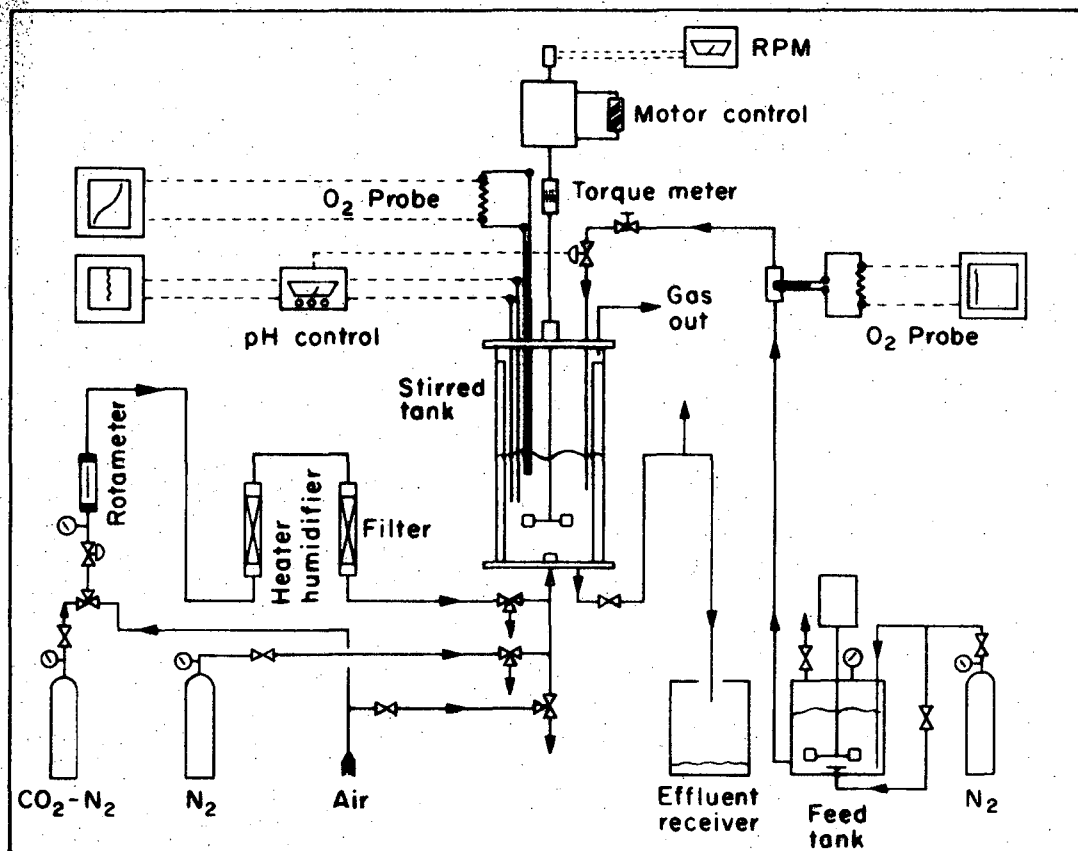 RPM
Motor control
O₂ Probe
Torque meter
pH control
Gas
out
O₂ Probe
Stirred
tank
Rotameter
Heater
humidifier
Filter
CO₂-N₂
N₂
Air
Effluent
receiver
Feed
tank
N₂